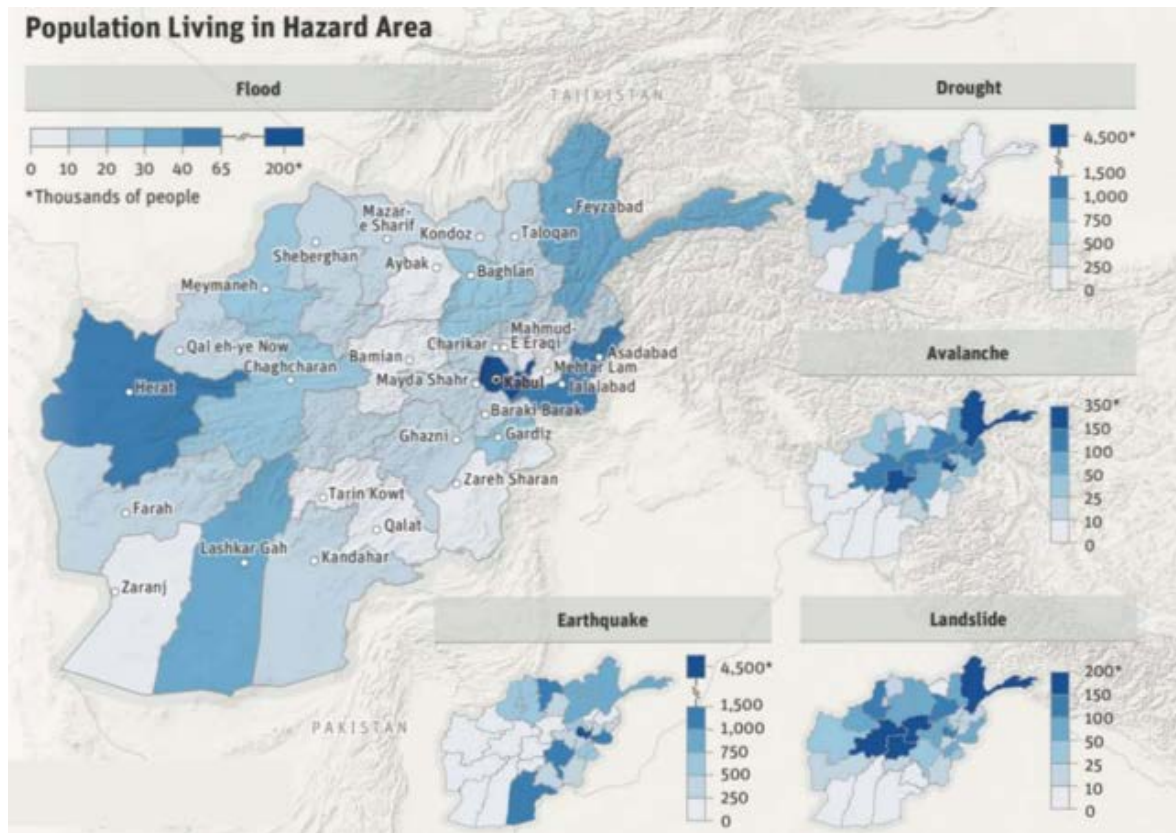 Population Living in Hazard Area
Flood
0 10 20 30 40 65 200*
*Thousands of people
TAJIKISTAN
Feyzabad
Mazar-
e Sharif
Kondoz
Taloqan
Sheberghan
Aybak
Baghlan
Meymaneh
Mahmud-
E Eraqi
Charikar
Qal eh-ye Now
Bamian
Asadabad
Chaghcharan
Mehtar Lam
Herat
Mayda Shahr
Kabul
Jalalabad
Baraki Barak
Ghazni
Gardiz
Zareh Sharan
Tarin Kowt
Farah
Qalat
Lashkar Gah
Kandahar
Zaranj
PAKISTAN
Drought
4,500*
1,500
1,000
750
500
250
0
Avalanche
350*
150
100
50
25
10
0
Earthquake
4,500*
1,500
1,000
750
500
250
0
Landslide
200*
150
100
50
25
10
0